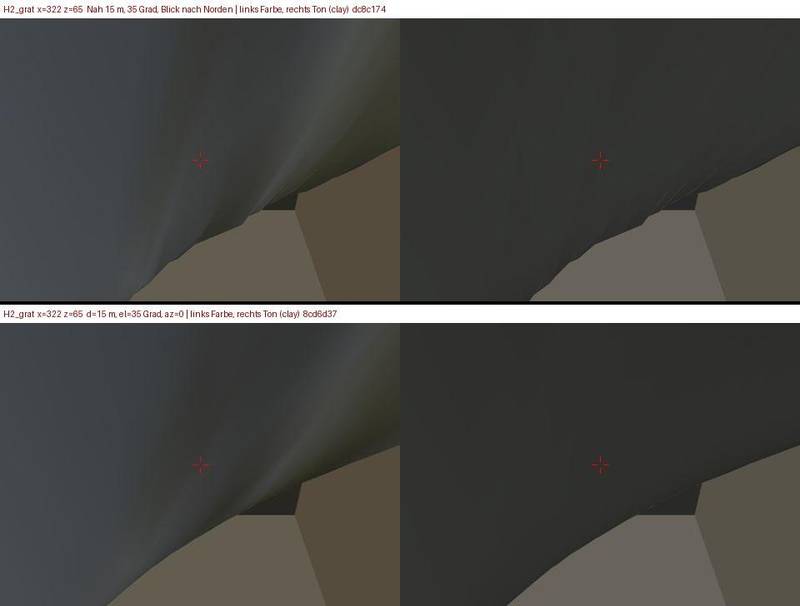 H2_grat x=322 z=65 Nah 15 m, 35 Grad, Blick nach Norden | links Farbe, rechts Ton (clay) dc8c174
H2_grat x=322 z=65 d=15 m, el=35 Grad, az=0 | links Farbe, rechts Ton (clay) 8cd6d37